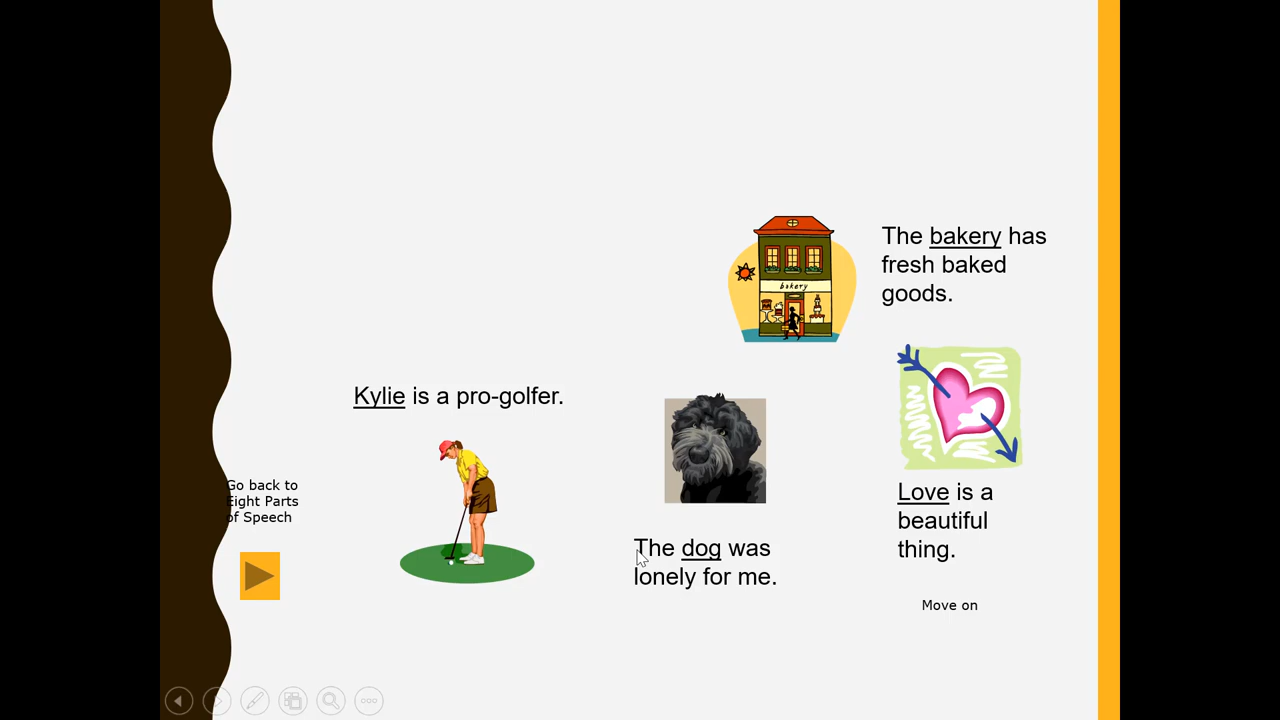 The bakery has
fresh baked
goods.
bakery
Kylie is a pro-golfer.
Go back to
Eight Parts
of Speech
The dog was
lonely for me.
Love is a
beautiful
thing.
Move on